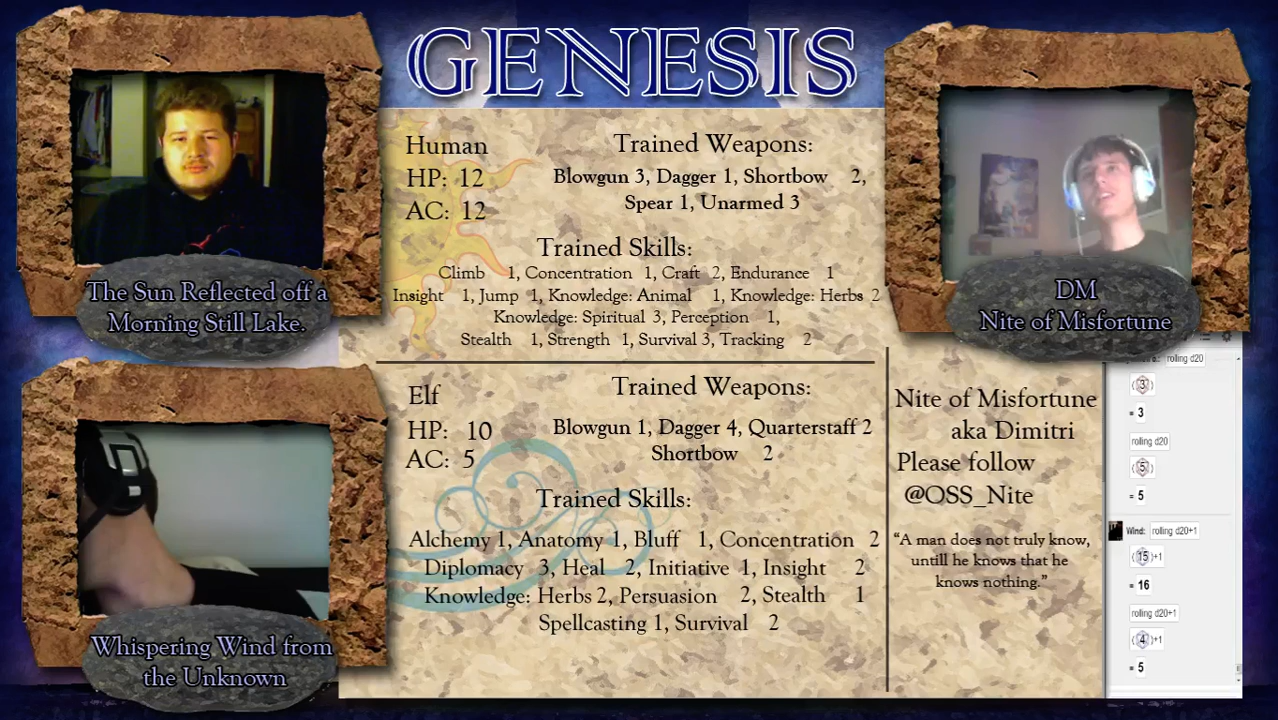 GENESIS
The Sun Reflected off a
Morning Still Lake.
Human
HP: 12
AC: 12
Trained Weapons:
Blowgun 3, Dagger 1, Shortbow 2,
Spear 1, Unarmed 3
Trained Skills:
Climb 1, Concentration 1, Craft 2, Endurance 1
Insight 1, Jump 1, Knowledge: Animal 1, Knowledge: Herbs 2
Knowledge: Spiritual 3, Perception 1,
Stealth 1, Strength 1, Survival 3, Tracking 2
DM
Nite of Misfortune
Whispering Wind from
the Unknown
Elf
HP: 10
AC: 5
Trained Weapons:
Blowgun 1, Dagger 4, Quarterstaff 2
Shortbow 2
Trained Skills:
Alchemy 1, Anatomy 1, Bluff 1, Concentration 2
Diplomacy 3, Heal 2, Initiative 1, Insight 2
Knowledge: Herbs 2, Persuasion 2, Stealth 1
Spellcasting 1, Survival 2
Nite of Misfortune
aka Dimitri
Please follow
@OSS_Nite
“A man does not truly know,
untill he knows that he
knows nothing.”
rolling d20
(3)
= 3
rolling d20
(5)
= 5
Wind: rolling d20+1
(15)+1
= 16
rolling d20+1
(4)+1
= 5